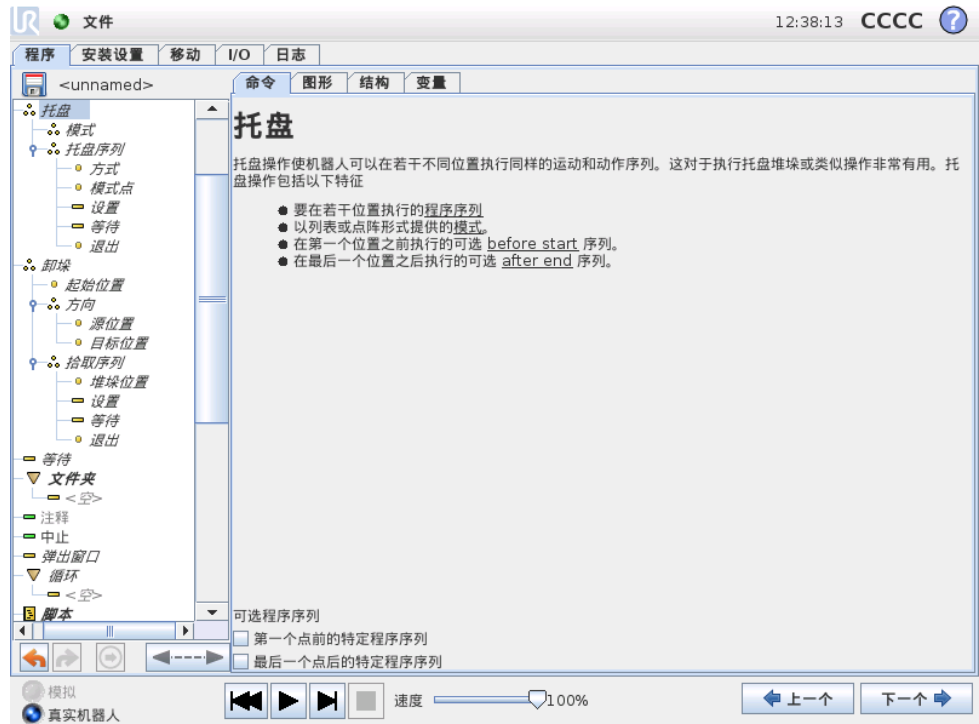 UR 文件 12:38:13 CCCC ?
程序 安装设置 移动 I/O 日志
<unnamed>
命令 图形 结构 变量
托盘
模式
托盘序列
方式
模式点
设置
等待
退出
卸垛
起始位置
方向
源位置
目标位置
拾取序列
堆垛位置
设置
等待
退出
等待
文件夹
<空>
注释
中止
弹出窗口
循环
<空>
脚本
托盘
托盘操作使机器人可以在若干不同位置执行同样的运动和动作序列。这对于执行托盘堆垛或类似操作非常有用。托
盘操作包括以下特征
要在若干位置执行的程序序列
以列表或点阵形式提供的模式。
在第一个位置之前执行的可选 before start 序列。
在最后一个位置之后执行的可选 after end 序列。
可选程序序列
第一个点前的特定程序序列
最后一个点后的特定程序序列
模拟
真实机器人
速度 100%
上一个 下一个